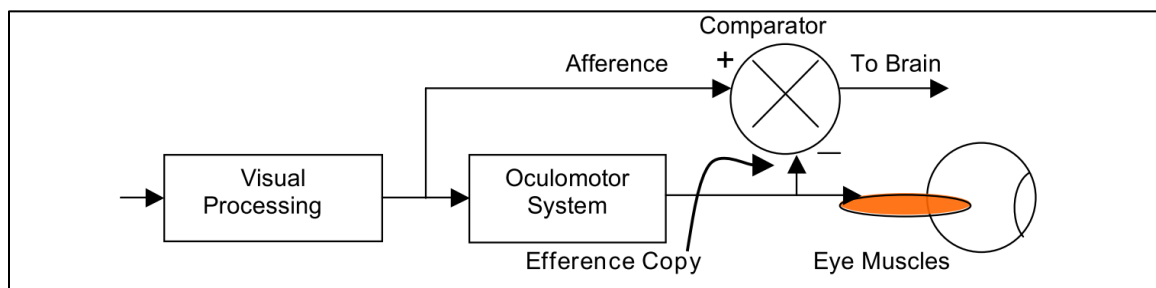 Comparator
Afference
+
To Brain
Visual
Processing
Oculomotor
System
—
Efference Copy
Eye Muscles